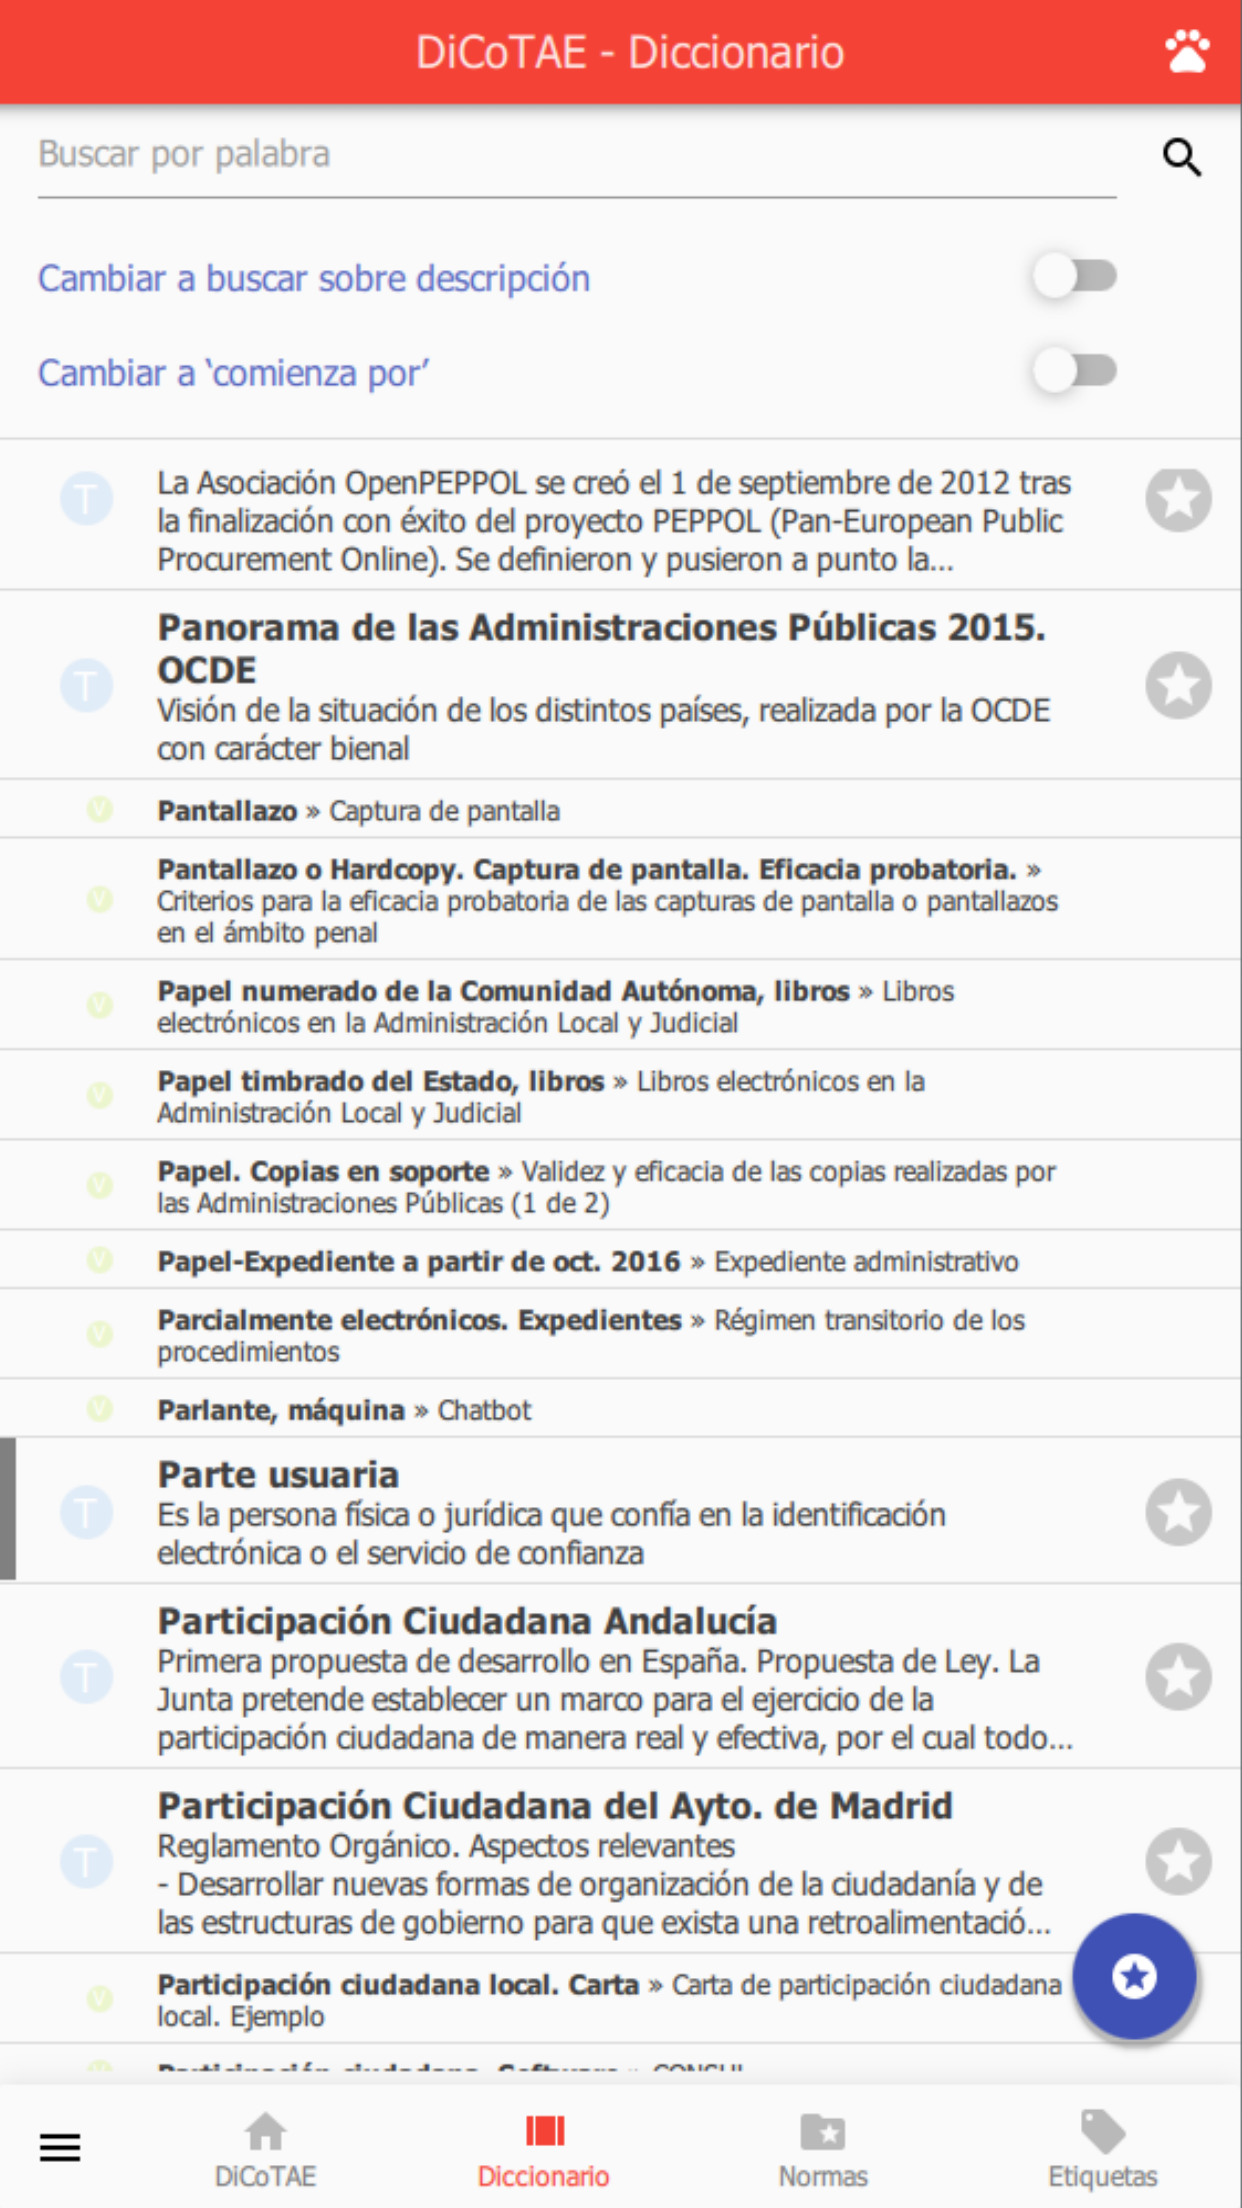 DiCoTAE - Diccionario
Buscar por palabra
Cambiar a buscar sobre descripción
Cambiar a ‘comienza por’
T
La Asociación OpenPEPPOL se creó el 1 de septiembre de 2012 tras
la finalización con éxito del proyecto PEPPOL (Pan-European Public
Procurement Online). Se definieron y pusieron a punto la...
Panorama de las Administraciones Públicas 2015.
OCDE
T
Visión de la situación de los distintos países, realizada por la OCDE
con carácter bienal
V
Pantallazo » Captura de pantalla
Pantallazo o Hardcopy. Captura de pantalla. Eficacia probatoria. »
V
Criterios para la eficacia probatoria de las capturas de pantalla o pantallazos
en el ámbito penal
V
Papel numerado de la Comunidad Autónoma, libros » Libros
electrónicos en la Administración Local y Judicial
V
Papel timbrado del Estado, libros » Libros electrónicos en la
Administración Local y Judicial
V
Papel. Copias en soporte » Validez y eficacia de las copias realizadas por
las Administraciones Públicas (1 de 2)
V
Papel-Expediente a partir de oct. 2016 » Expediente administrativo
V
Parcialmente electrónicos. Expedientes » Régimen transitorio de los
procedimientos
V
Parlante, máquina » Chatbot
Parte usuaria
T
Es la persona física o jurídica que confía en la identificación
electrónica o el servicio de confianza
Participación Ciudadana Andalucía
T
Primera propuesta de desarrollo en España. Propuesta de Ley. La
Junta pretende establecer un marco para el ejercicio de la
participación ciudadana de manera real y efectiva, por el cual todo...
Participación Ciudadana del Ayto. de Madrid
T
Reglamento Orgánico. Aspectos relevantes
- Desarrollar nuevas formas de organización de la ciudadanía y de
las estructuras de gobierno para que exista una retroalimentació...
V
Participación ciudadana local. Carta » Carta de participación ciudadana
local. Ejemplo
Participación ciudadana. Software » CONSUL
DiCoTAE
Diccionario
Normas
Etiquetas